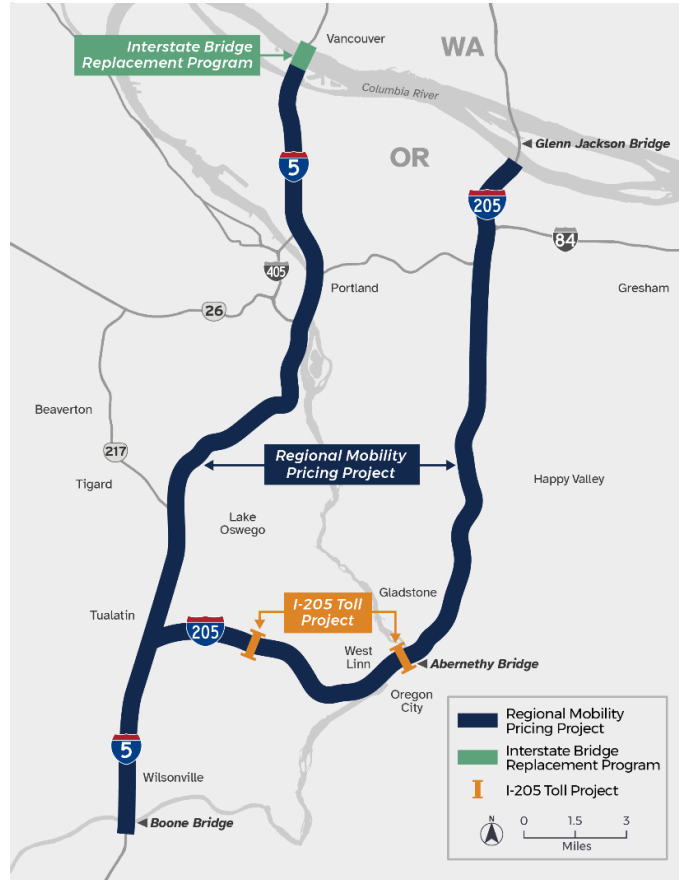 Vancouver
Interstate Bridge
Replacement Program
WA
Columbia River
Glenn Jackson Bridge
OR
5
205
84
405
Portland
Gresham
26
Beaverton
217
Regional Mobility
Pricing Project
Tigard
Happy Valley
Lake
Oswego
I-205 Toll
Project
Gladstone
Tualatin
205
West
Linn
Abernethy Bridge
Oregon
City
5
Wilsonville
Boone Bridge
Regional Mobility
Pricing Project
Interstate Bridge
Replacement Program
I-205 Toll Project
N
0 1.5 3
Miles